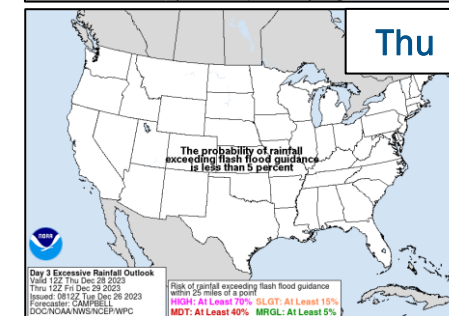 Thu
The probability of rainfall
exceeding flash flood guidance
is less than 5 percent
NOAA
Day 3 Excessive Rainfall Outlook
Valid 12Z Thu Dec 28 2023
Thru 12Z Fri Dec 29 2023
Issued: 0812Z Tue Dec 26 2023
Forecaster: CAMPBELL
DOC/NOAA/NWS/NCEP/WPC
Risk of rainfall exceeding flash flood guidance
within 25 miles of a point
HIGH: At Least 70% SLGT: At Least 15%
MDT: At Least 40% MRGL: At Least 5%